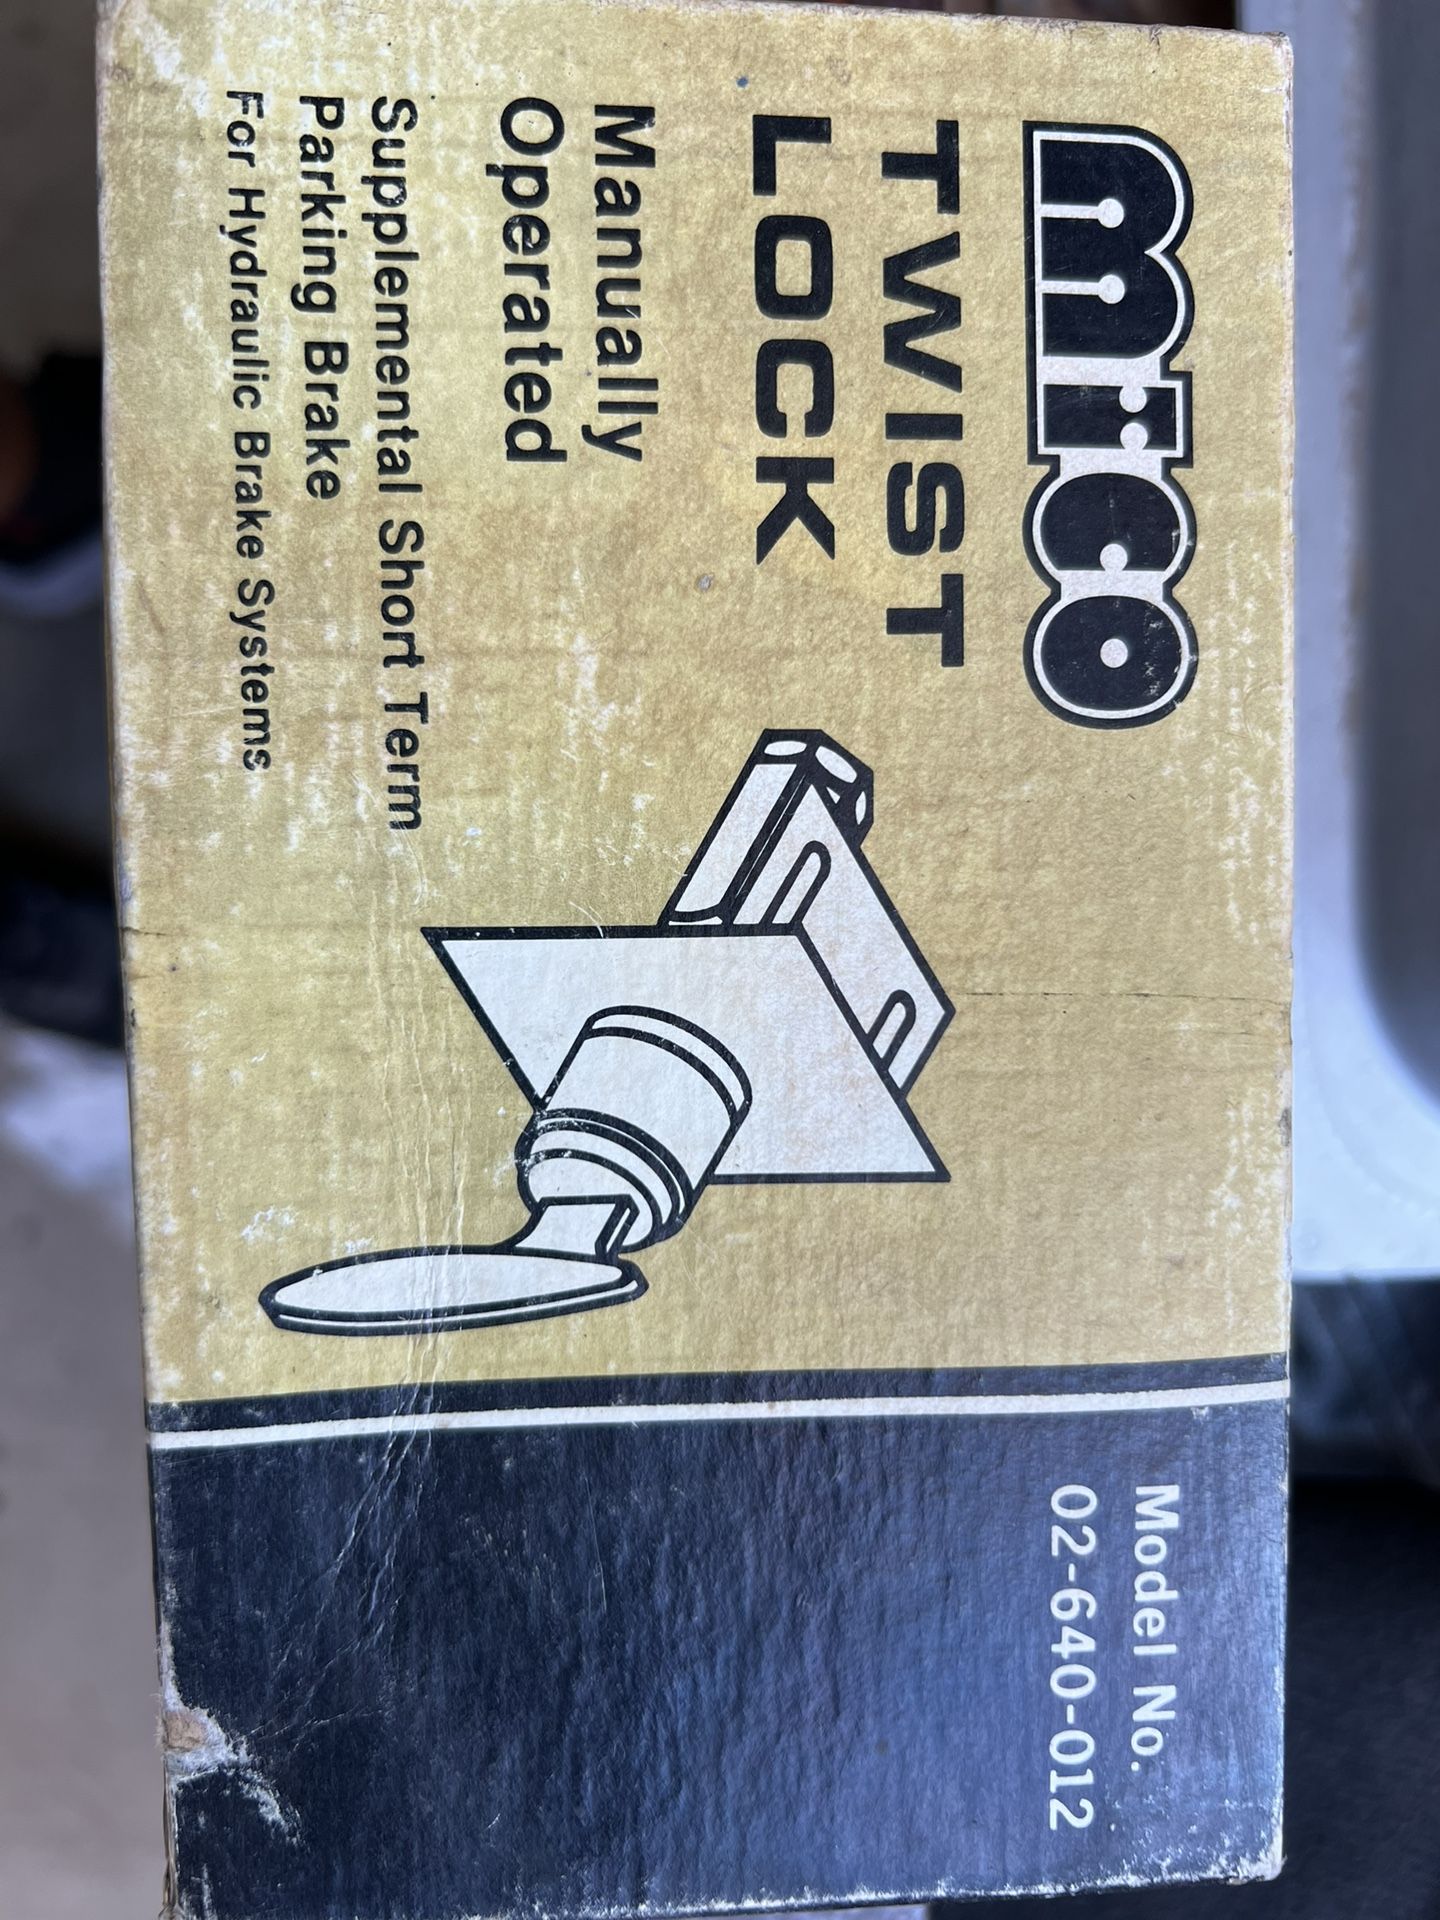 mico
TWIST
LOCK
Manually
Operated
Supplemental Short Term
Parking Brake
For Hydraulic Brake Systems
Model No.
02-640-012